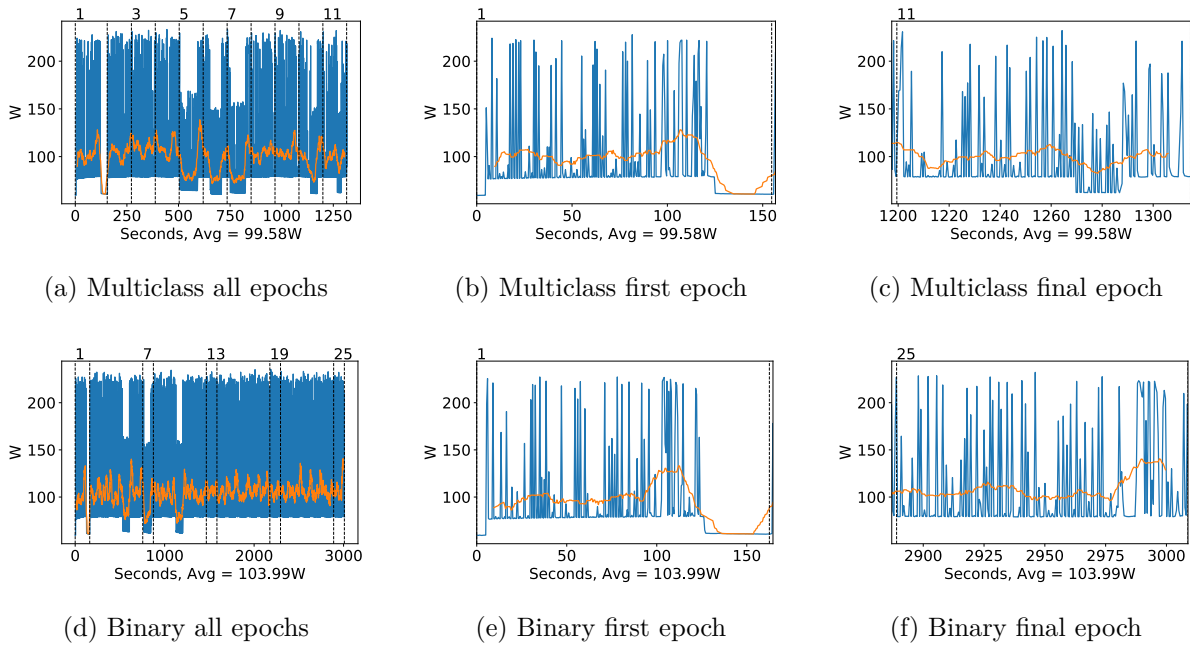 1 3 5 7 9 11
W
200
150
100
0 250 500 750 1000 1250
Seconds, Avg = 99.58W
(a) Multiclass all epochs
1
W
200
150
100
0 50 100 150
Seconds, Avg = 99.58W
(b) Multiclass first epoch
11
W
200
150
100
1200 1220 1240 1260 1280 1300
Seconds, Avg = 99.58W
(c) Multiclass final epoch
1 7 13 19 25
W
200
150
100
0 1000 2000 3000
Seconds, Avg = 103.99W
(d) Binary all epochs
1
W
200
150
100
0 50 100 150
Seconds, Avg = 103.99W
(e) Binary first epoch
25
W
200
150
100
2900 2925 2950 2975 3000
Seconds, Avg = 103.99W
(f) Binary final epoch